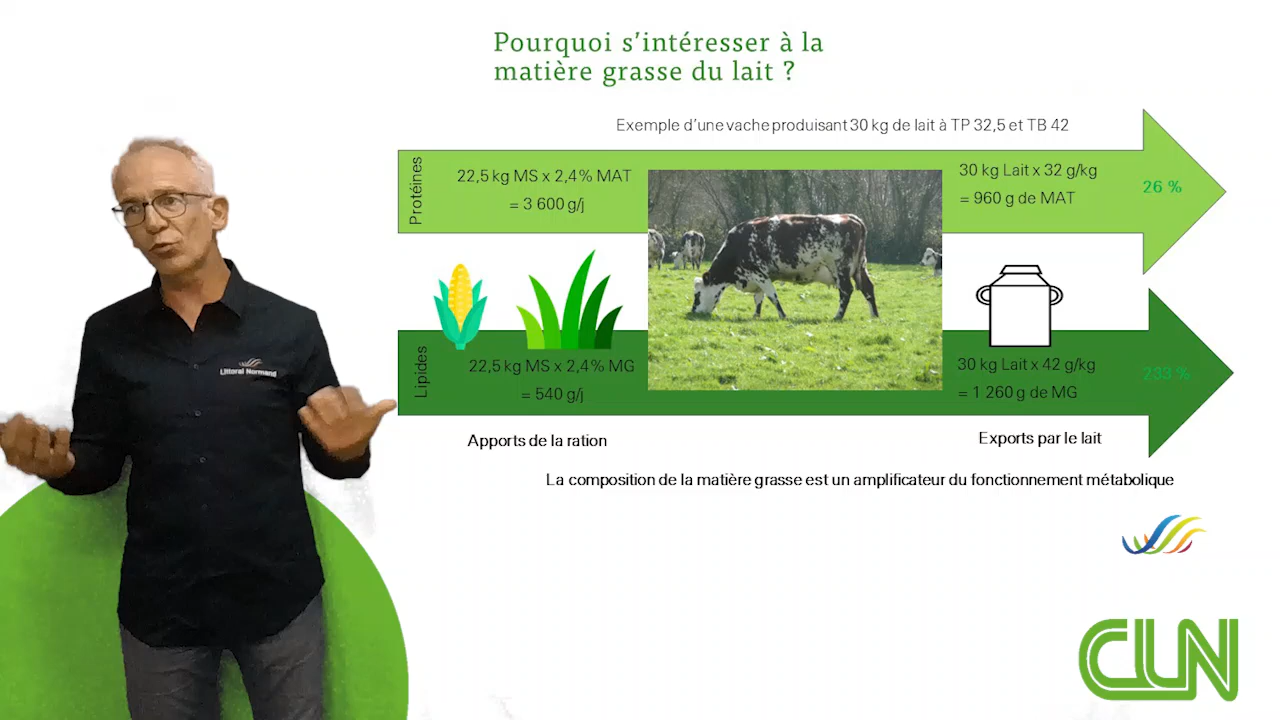 Pourquoi s'intéresser à la
matière grasse du lait ?
Exemple d'une vache produisant 30 kg de lait à TP 32,5 et TB 42
Protéines
22,5 kg MS x 2,4% MAT
= 3 600 g/j
30 kg Lait x 32 g/kg
= 960 g de MAT
26 %
Lipides
22,5 kg MS x 2,4% MG
= 540 g/j
30 kg Lait x 42 g/kg
= 1 260 g de MG
233 %
Apports de la ration
Exports par le lait
La composition de la matière grasse est un amplificateur du fonctionnement métabolique
Littoral Normand
CLN